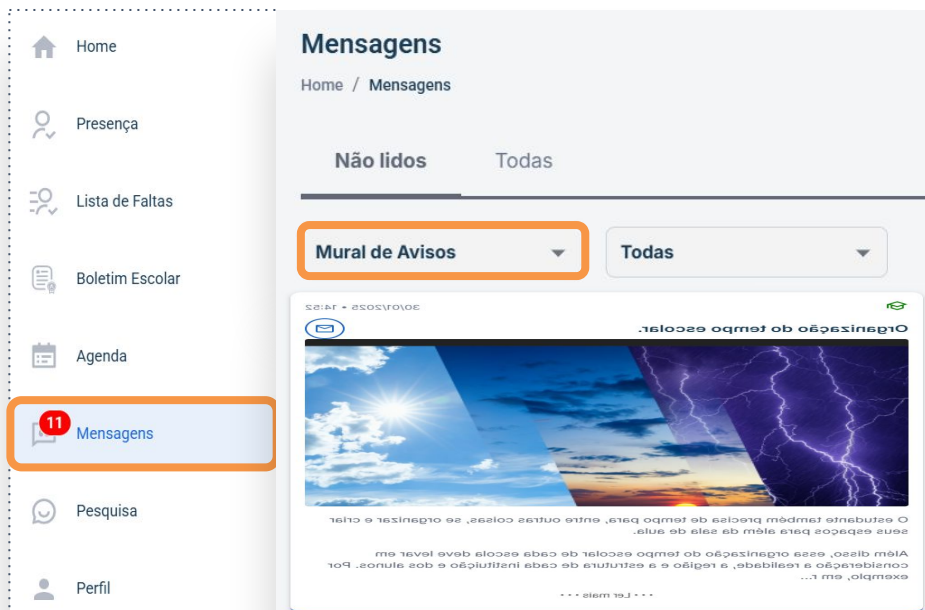 Home
Presença
Lista de Faltas
Boletim Escolar
Agenda
11
Mensagens
Pesquisa
Perfil
Mensagens
Home / Mensagens
Não lidos
Todas
Mural de Avisos
Todas
30/01/2025 • 14:52
Organização do tempo escolar.
O estudante também precisa de tempo para, entre outras coisas, se organizar e criar
seus espaços para além da sala de aula.
Além disso, essa organização do tempo escolar de cada escola deve levar em
consideração a realidade, a região e a estrutura de cada instituição e dos alunos. Por
exemplo, em r...
• • • Ler mais • • •